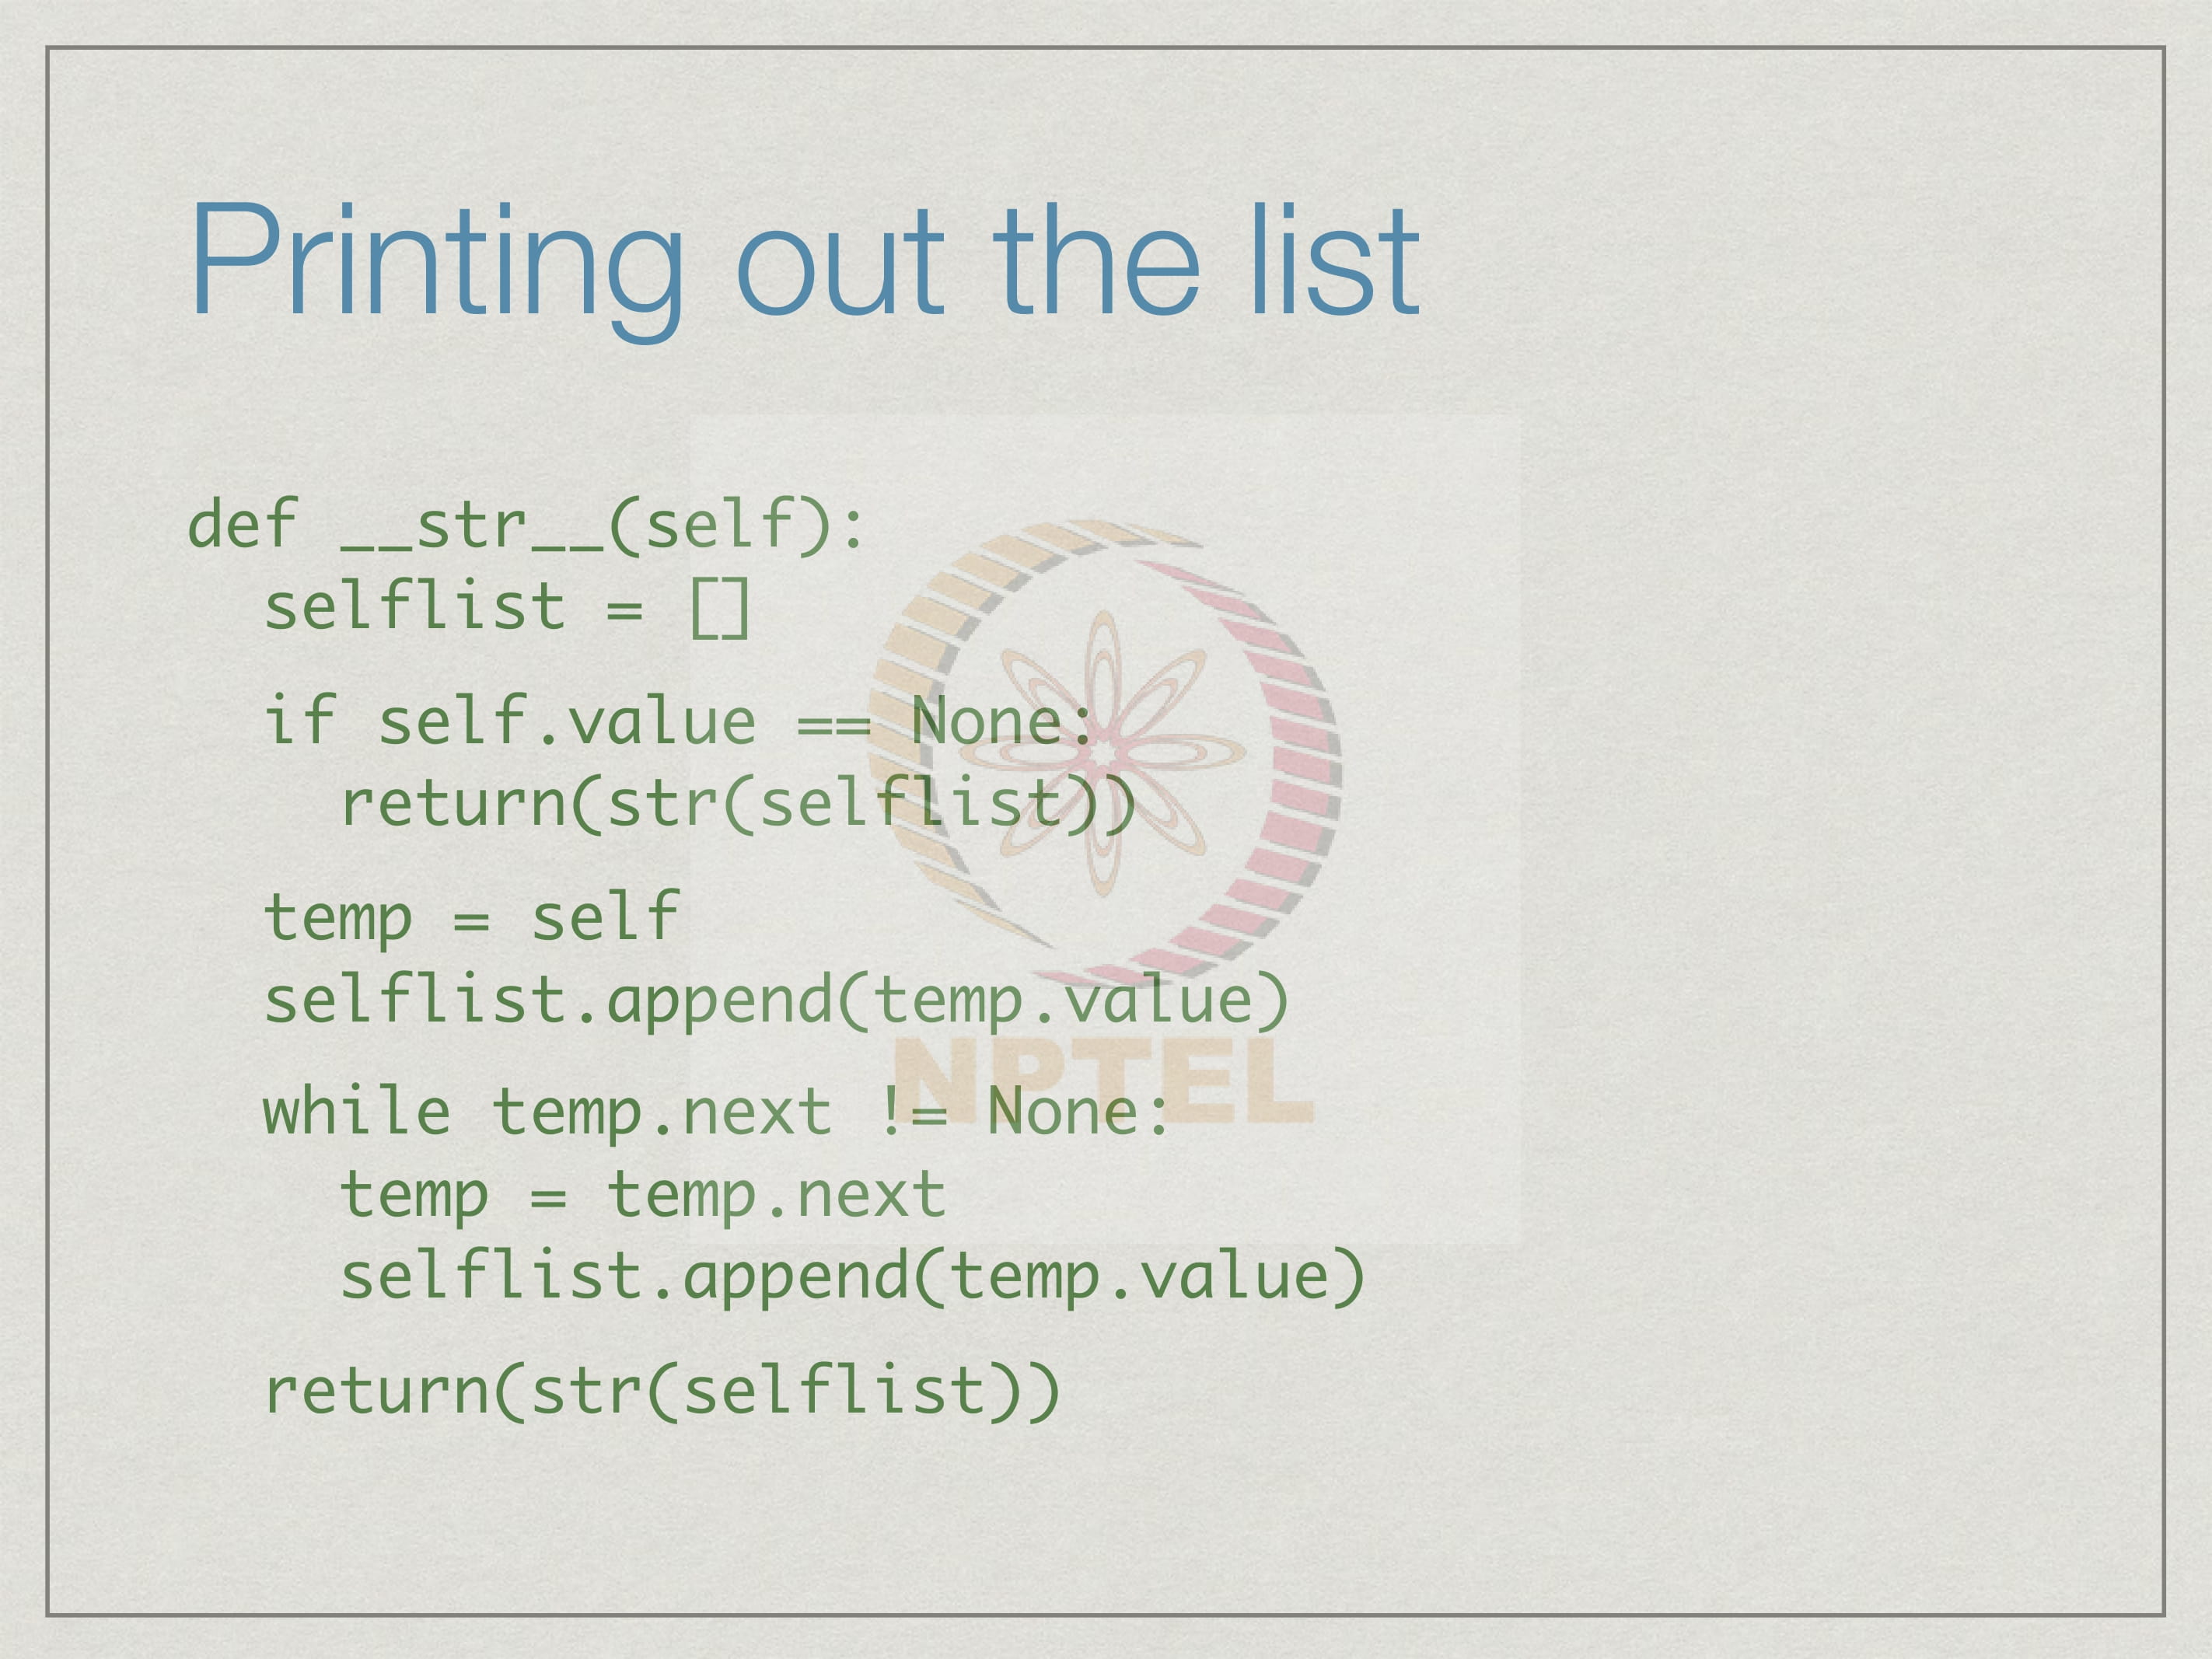 Printing out the list
def __str__(self):
  selflist = []
  if self.value == None:
    return(str(selflist))
  temp = self
  selflist.append(temp.value)
  while temp.next != None:
    temp = temp.next
    selflist.append(temp.value)
  return(str(selflist))
NPTEL